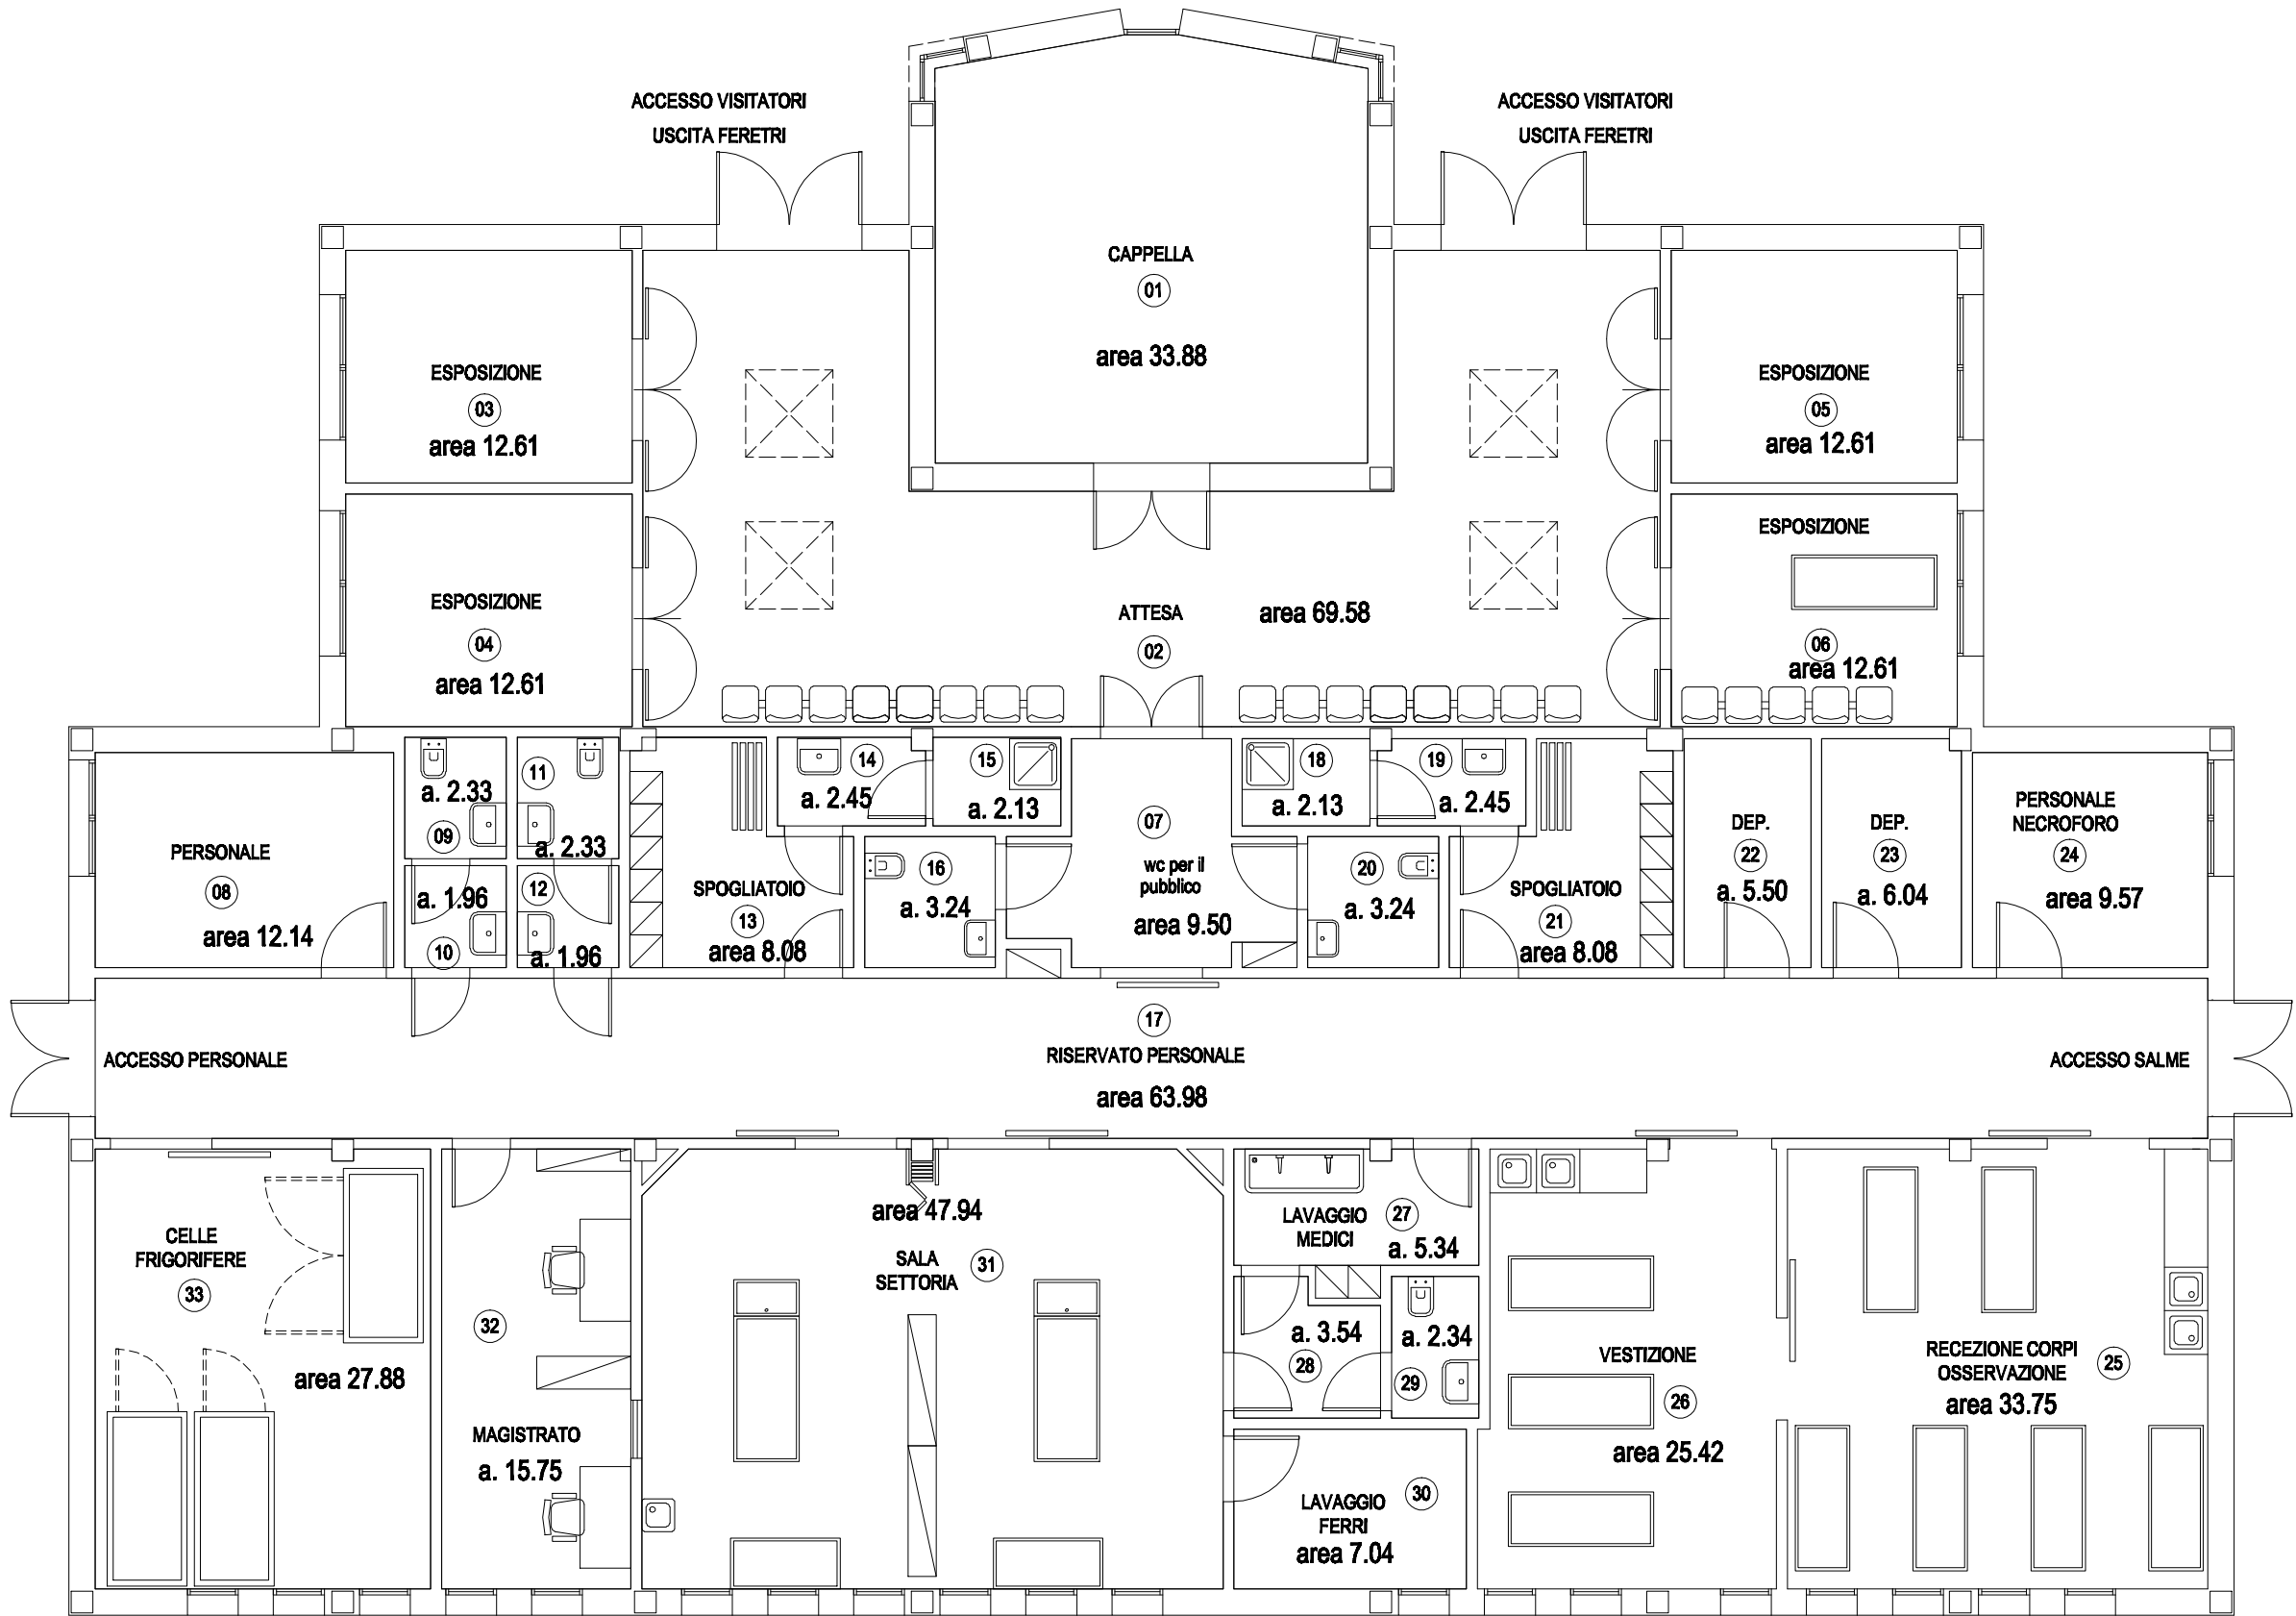 ACCESSO VISITATORI
USCITA FERETRI
ACCESSO VISITATORI
USCITA FERETRI
CAPPELLA
01
area 33.88
ESPOSIZIONE
03
area 12.61
ESPOSIZIONE
05
area 12.61
ESPOSIZIONE
04
area 12.61
ATTESA
02
area 69.58
ESPOSIZIONE
06
area 12.61
PERSONALE
08
area 12.14
a. 2.33
09
a. 1.96
10
11
a. 2.33
12
a. 1.96
SPOGLIATOIO
13
area 8.08
14
a. 2.45
15
a. 2.13
16
a. 3.24
07
wc per il
pubblico
area 9.50
18
a. 2.13
19
a. 2.45
20
a. 3.24
SPOGLIATOIO
21
area 8.08
DEP.
22
a. 5.50
DEP.
23
a. 6.04
PERSONALE
NECROFORO
24
area 9.57
ACCESSO PERSONALE
17
RISERVATO PERSONALE
area 63.98
ACCESSO SALME
CELLE
FRIGORIFERE
33
area 27.88
32
MAGISTRATO
a. 15.75
area 47.94
SALA
SETTORIA
31
LAVAGGIO
MEDICI
27
a. 5.34
a. 3.54
28
a. 2.34
29
LAVAGGIO
FERRI
30
area 7.04
VESTIZIONE
26
area 25.42
RECEZIONE CORPI
OSSERVAZIONE
25
area 33.75